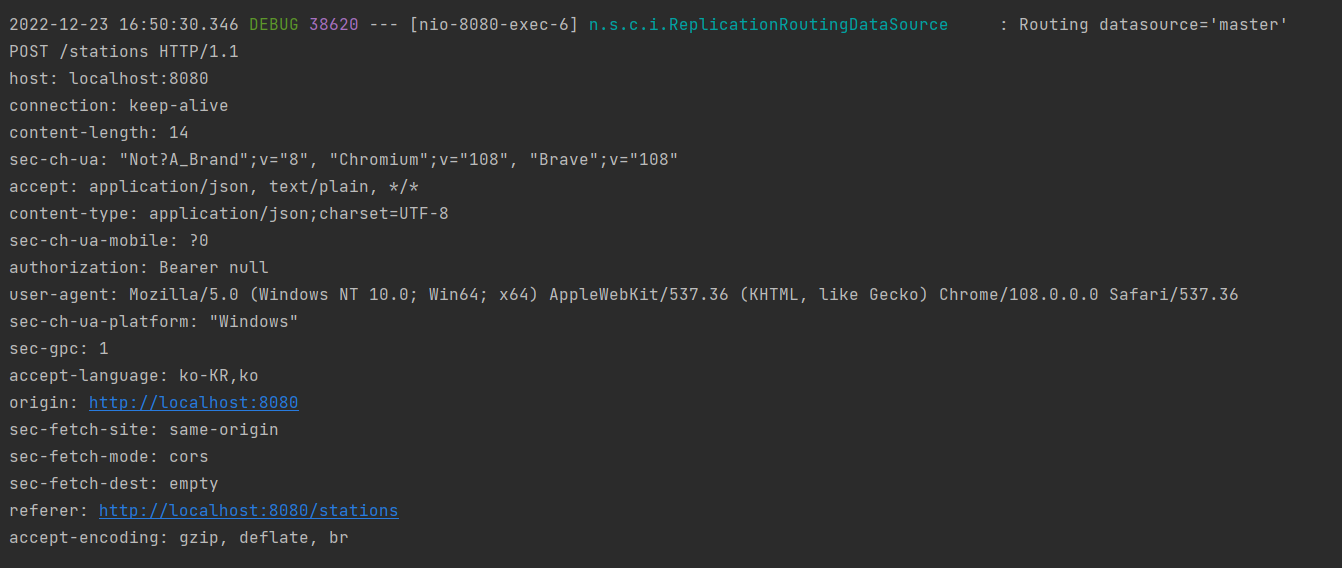 2022-12-23 16:50:30.346 DEBUG 38620 --- [nio-8080-exec-6] n.s.c.i.ReplicationRoutingDataSource     : Routing datasource='master'
POST /stations HTTP/1.1
host: localhost:8080
connection: keep-alive
content-length: 14
sec-ch-ua: "Not?A_Brand";v="8", "Chromium";v="108", "Brave";v="108"
accept: application/json, text/plain, */*
content-type: application/json;charset=UTF-8
sec-ch-ua-mobile: ?0
authorization: Bearer null
user-agent: Mozilla/5.0 (Windows NT 10.0; Win64; x64) AppleWebKit/537.36 (KHTML, like Gecko) Chrome/108.0.0.0 Safari/537.36
sec-ch-ua-platform: "Windows"
sec-gpc: 1
accept-language: ko-KR,ko
origin: http://localhost:8080
sec-fetch-site: same-origin
sec-fetch-mode: cors
sec-fetch-dest: empty
referer: http://localhost:8080/stations
accept-encoding: gzip, deflate, br